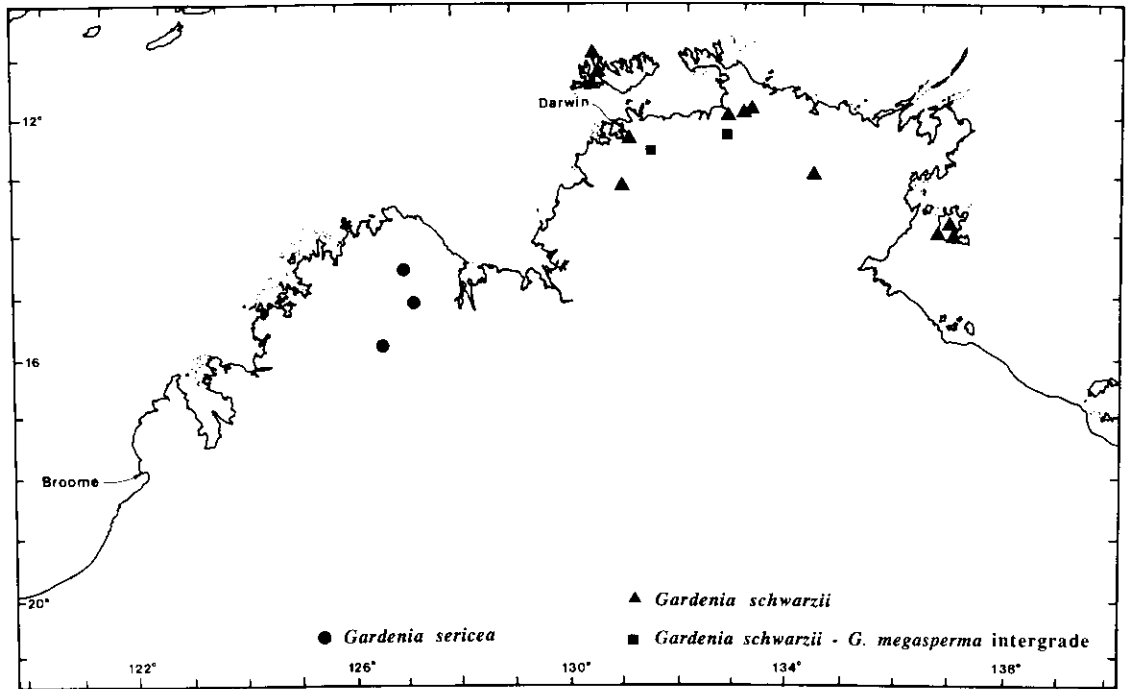 Darwin
12°
16
Broome
20°
▲ Gardenia schwarzii
● Gardenia sericea
■ Gardenia schwarzii - G. megasperma intergrade
122° 126° 130° 134° 138°